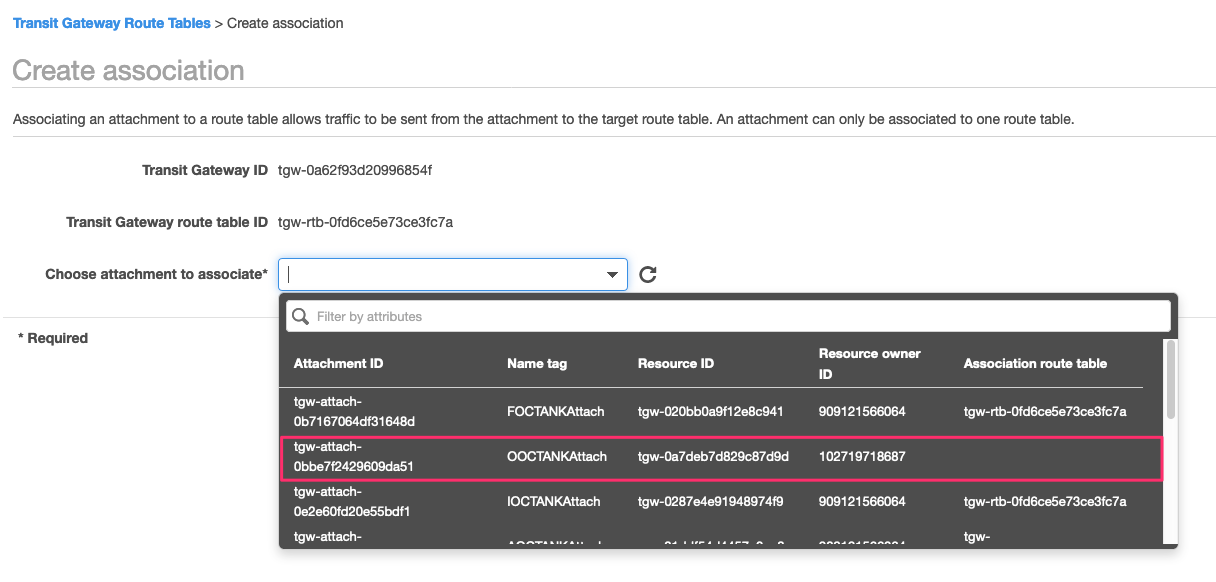 Transit Gateway Route Tables > Create association
Create association
Associating an attachment to a route table allows traffic to be sent from the attachment to the target route table. An attachment can only be associated to one route table.
Transit Gateway ID tgw-0a62f93d20996854f
Transit Gateway route table ID tgw-rtb-0fd6ce5e73ce3fc7a
Choose attachment to associate*
Filter by attributes
* Required
Attachment ID Name tag Resource ID Resource owner ID Association route table
tgw-attach-0b7167064df31648d FOCTANKAttach tgw-020bb0a9f12e8c941 909121566064 tgw-rtb-0fd6ce5e73ce3fc7a
tgw-attach-0bbe7f2429609da51 OOCTANKAttach tgw-0a7deb7d829c87d9d 102719718687
tgw-attach-0e2e60fd20e55bdf1 IOCTANKAttach tgw-0287e4e91948974f9 909121566064 tgw-rtb-0fd6ce5e73ce3fc7a
tgw-attach- tgw-